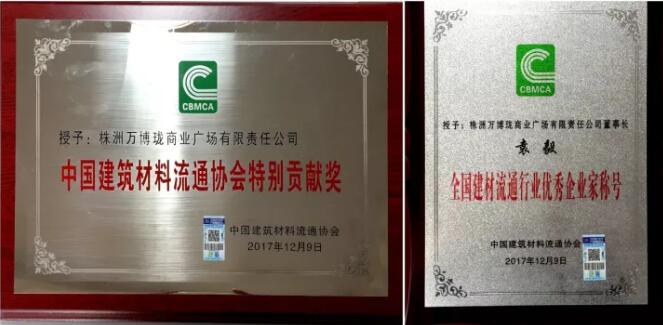 CBMCA
授予：株洲万博珑商业广场有限责任公司
中国建筑材料流通协会特别贡献奖
中国建筑材料流通协会
2017年12月9日
CBMCA
授予：株洲万博珑商业广场有限责任公司董事长
袁毅
全国建材流通行业优秀企业家称号
中国建筑材料流通协会
2017年12月9日